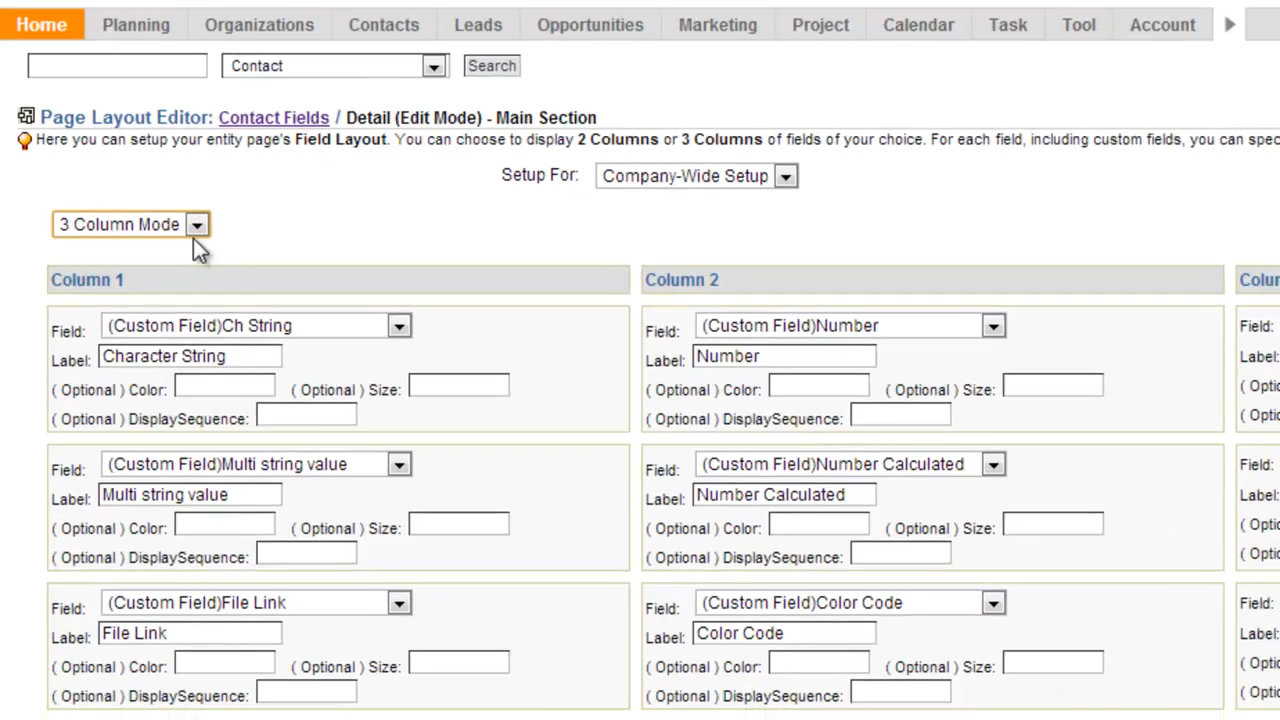 Home Planning Organizations Contacts Leads Opportunities Marketing Project Calendar Task Tool Account
Contact Search
Page Layout Editor: Contact Fields / Detail (Edit Mode) - Main Section
Here you can setup your entity page's Field Layout. You can choose to display 2 Columns or 3 Columns of fields of your choice. For each field, including custom fields, you can spec
Setup For: Company-Wide Setup
3 Column Mode
Column 1 Column 2 Colun
Field: (Custom Field)Ch String Field: (Custom Field)Number Field:
Label: Character String Label: Number Label:
( Optional ) Color: ( Optional ) Size: ( Optional ) Color: ( Optional ) Size: ( Optio
( Optional ) DisplaySequence: ( Optional ) DisplaySequence: ( Optio
Field: (Custom Field)Multi string value Field: (Custom Field)Number Calculated Field:
Label: Multi string value Label: Number Calculated Label:
( Optional ) Color: ( Optional ) Size: ( Optional ) Color: ( Optional ) Size: ( Optio
( Optional ) DisplaySequence: ( Optional ) DisplaySequence: ( Optio
Field: (Custom Field)File Link Field: (Custom Field)Color Code Field:
Label: File Link Label: Color Code Label:
( Optional ) Color: ( Optional ) Size: ( Optional ) Color: ( Optional ) Size: ( Optio
( Optional ) DisplaySequence: ( Optional ) DisplaySequence: ( Optio